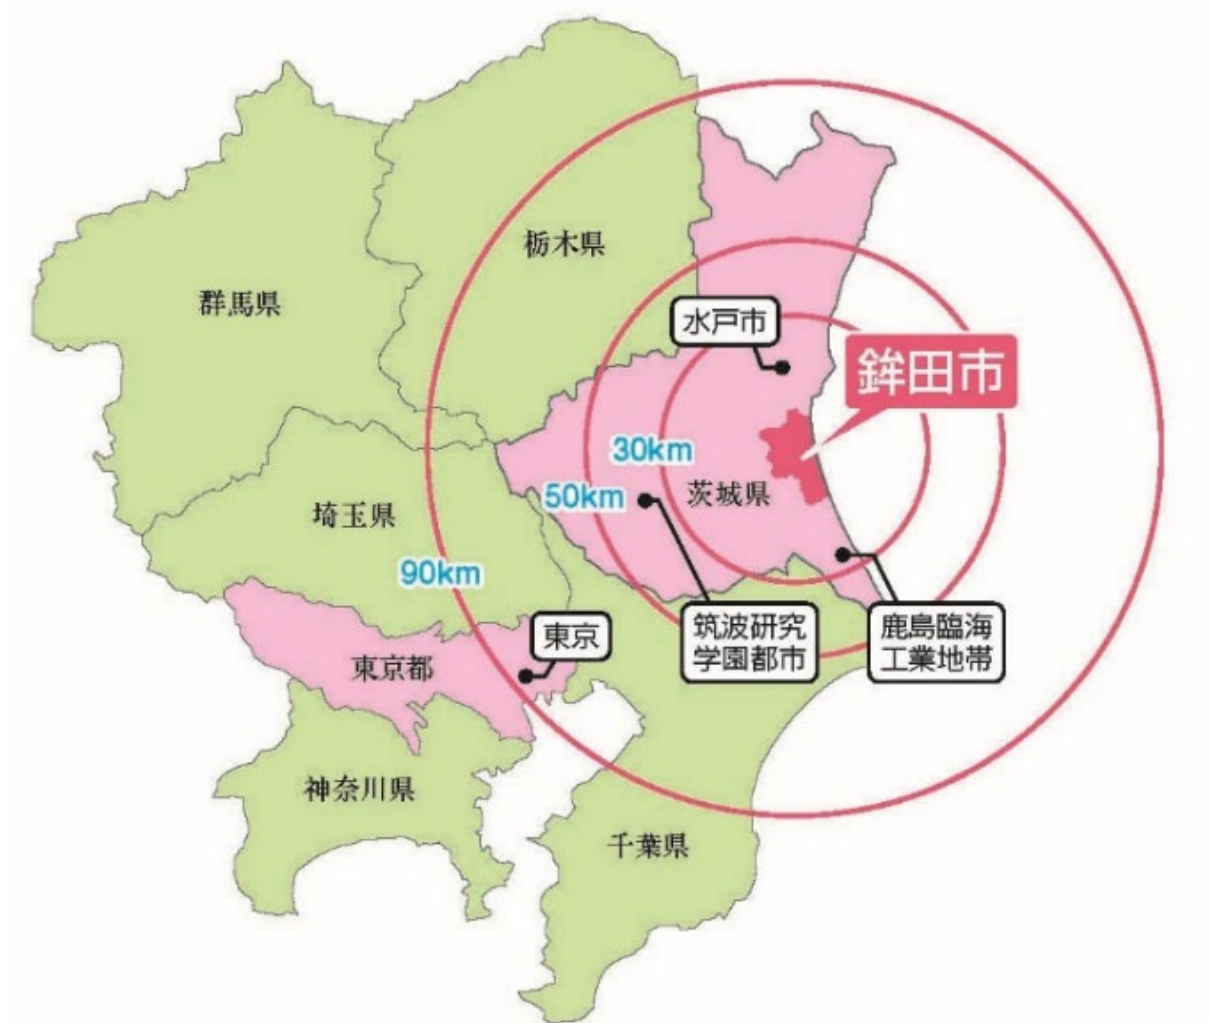 栃木県
群馬県
水戸市
鉾田市
30km
茨城県
50km
埼玉県
90km
東京
筑波研究
学園都市
鹿島臨海
工業地帯
東京都
神奈川県
千葉県